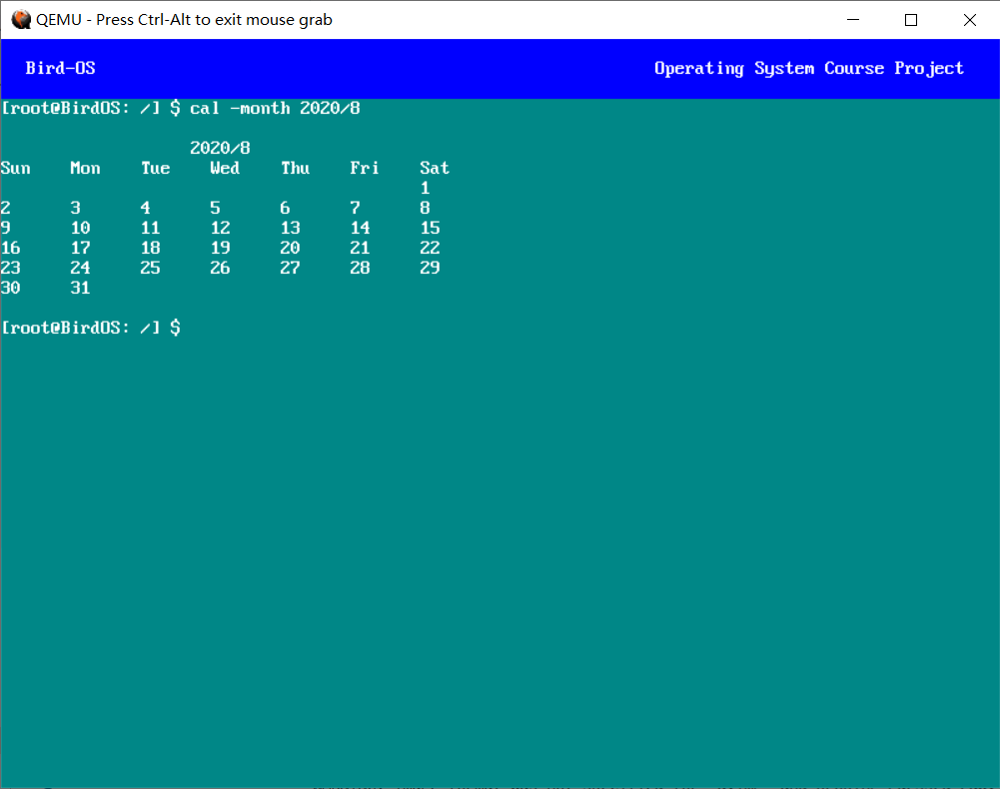 QEMU - Press Ctrl-Alt to exit mouse grab
Bird-OS Operating System Course Project
[root@BirdOS: /] $ cal -month 2020/8
2020/8
Sun Mon Tue Wed Thu Fri Sat
1
2 3 4 5 6 7 8
9 10 11 12 13 14 15
16 17 18 19 20 21 22
23 24 25 26 27 28 29
30 31
[root@BirdOS: /] $